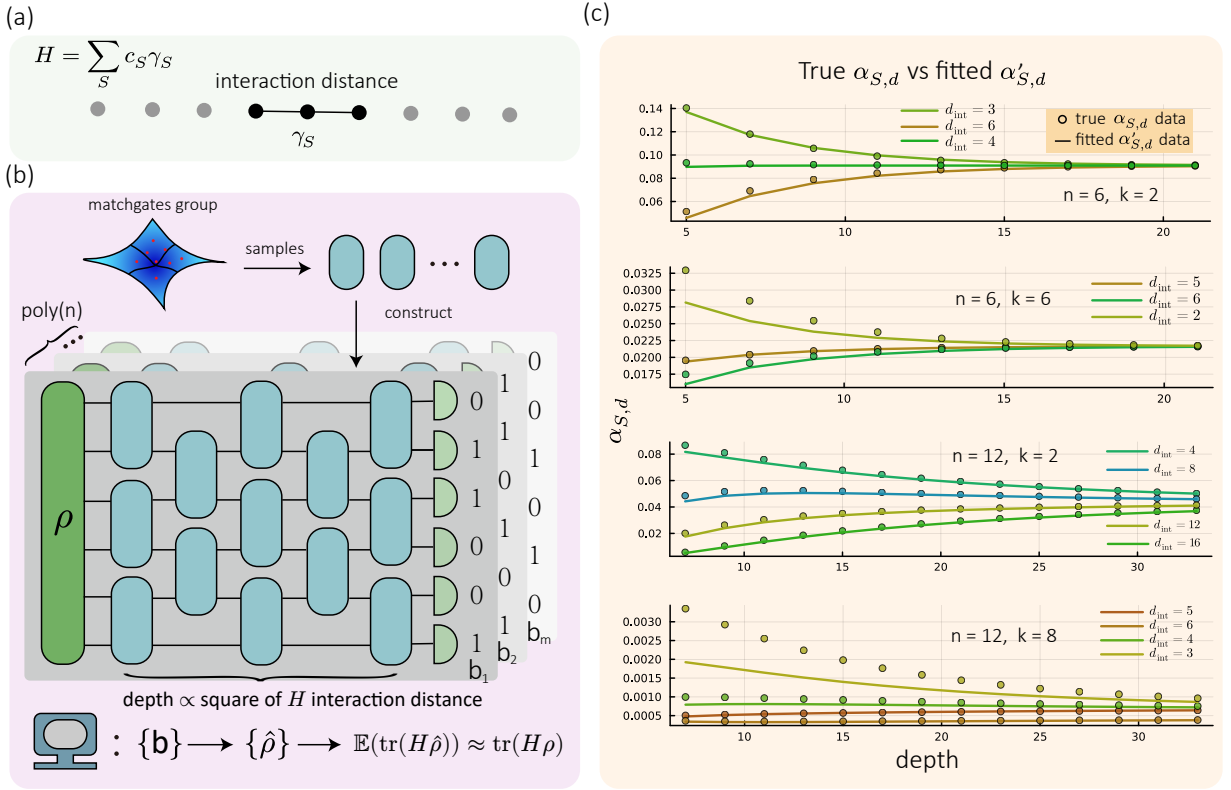 (a)
H = ∑_S c_S γ_S
interaction distance
γ_S
(b)
matchgates group
samples
...
construct
poly(n)
...
ρ
0
1
1
0
0
1
b_1
1
1
0
1
0
1
b_2
0
0
1
0
1
0
b_m
depth ∝ square of H interaction distance
: {b} → {ρ̂} → 𝔼(tr(Hρ̂)) ≈ tr(Hρ)
(c)
True α_{S,d} vs fitted α'_{S,d}
α_{S,d}
0.14
0.12
0.10
0.08
0.06
d_int = 3
d_int = 6
d_int = 4
true α_{S,d} data
fitted α'_{S,d} data
n = 6, k = 2
5
10
15
20
0.0325
0.0300
0.0275
0.0250
0.0225
0.0200
0.0175
n = 6, k = 6
d_int = 5
d_int = 6
d_int = 2
5
10
15
20
0.08
0.06
0.04
0.02
n = 12, k = 2
d_int = 4
d_int = 8
d_int = 12
d_int = 16
10
15
20
25
30
0.0030
0.0025
0.0020
0.0015
0.0010
0.0005
n = 12, k = 8
d_int = 5
d_int = 6
d_int = 4
d_int = 3
10
15
20
25
30
depth